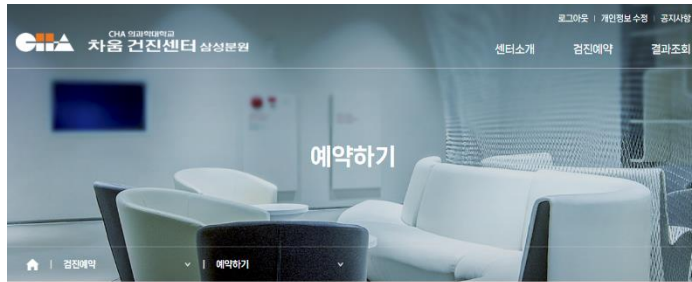 로그아웃 | 개인정보 수정 | 공지사항
CHA 의과학대학교
CHA 차움 건진센터 삼성분원
센터소개 검진예약 결과조회
예약하기
검진예약 | 예약하기